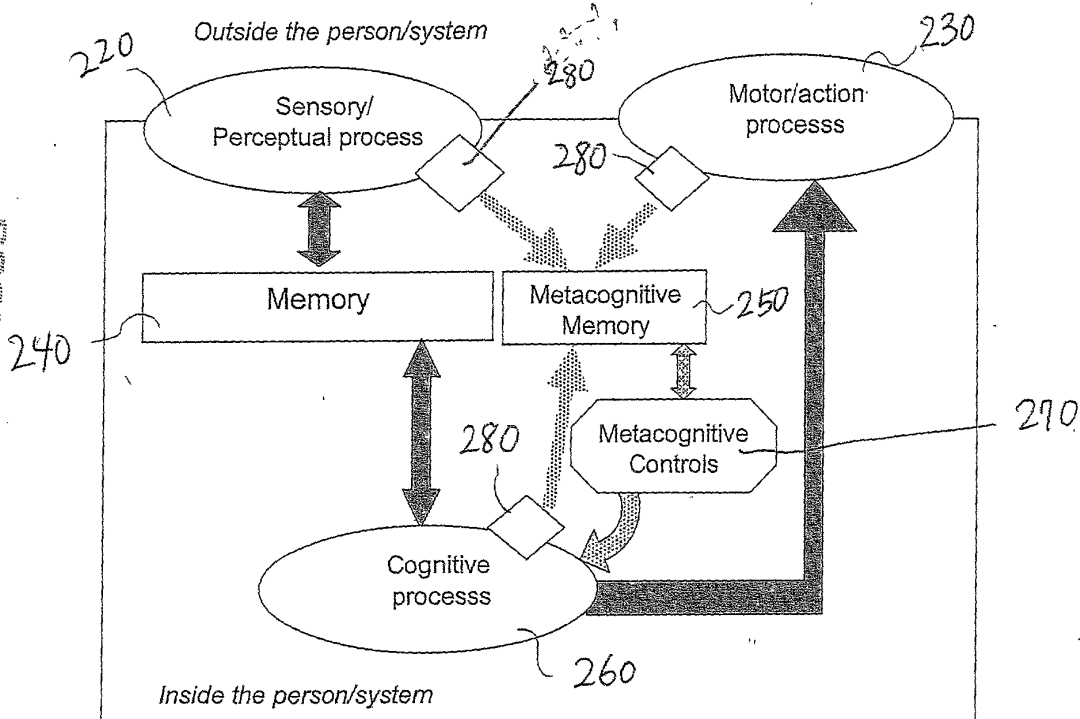 Outside the person/system
220
280
230
Sensory/
Perceptual process
Motor/action
processs
280
Memory
Metacognitive
Memory
250
240
Metacognitive
Controls
270
280
Cognitive
processs
260
Inside the person/system